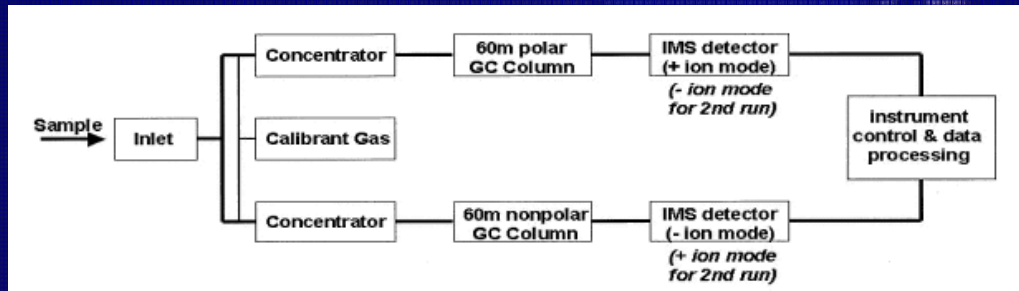 Sample
Inlet
Concentrator
60m polar
GC Column
IMS detector
(+ ion mode)
(- ion mode
for 2nd run)
Calibrant Gas
instrument
control & data
processing
Concentrator
60m nonpolar
GC Column
IMS detector
(- ion mode)
(+ ion mode
for 2nd run)